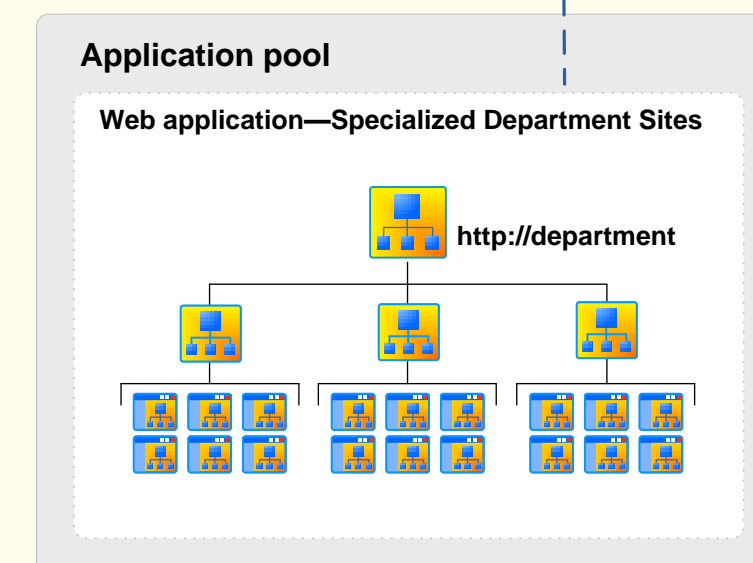 Application pool
Web application—Specialized Department Sites
http://department